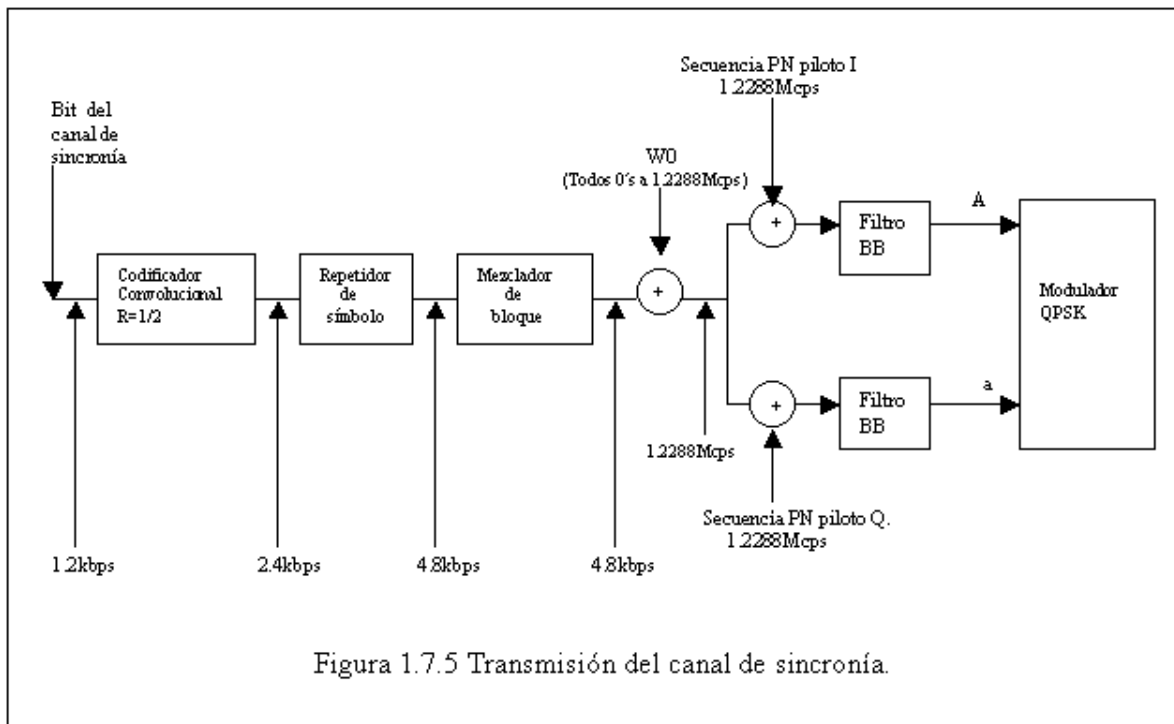 Secuencia PN piloto I
1.2288Mcps
Bit del
canal de
sincronía
W0
(Todos 0´s a 1.2288Mcps)
+
Filtro
BB
A
Codificador
Convolucional
R=1/2
Repetidor
de
símbolo
Mezclador
de
bloque
+
Modulador
QPSK
+
Filtro
BB
a
1.2288Mcps
Secuencia PN piloto Q.
1.2288Mcps
1.2kbps
2.4kbps
4.8kbps
4.8kbps
Figura 1.7.5 Transmisión del canal de sincronía.